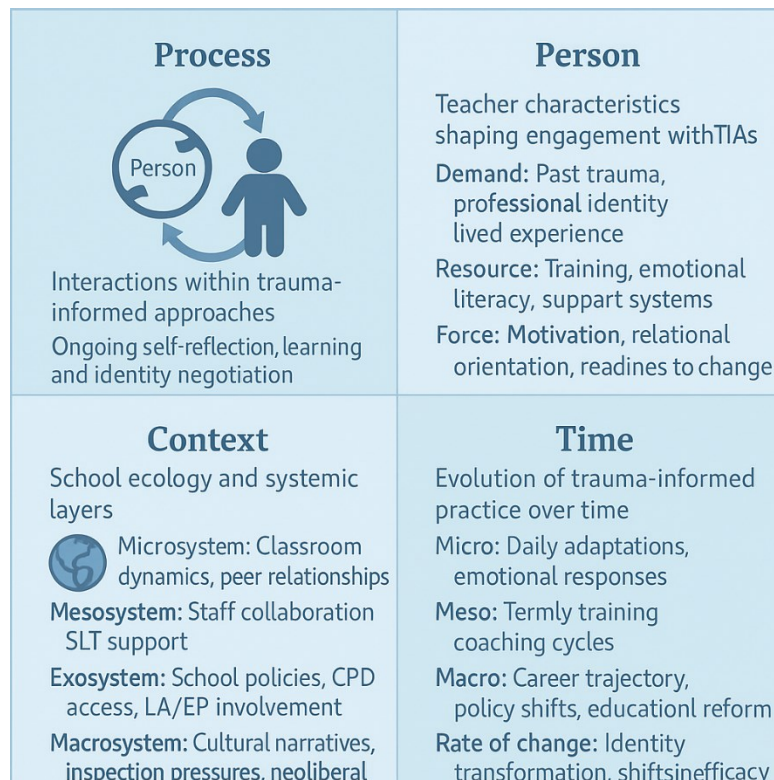 Process
Person
Interactions within trauma-
informed approaches
Ongoing self-reflection, learning
and identity negotiation
Person
Teacher characteristics
shaping engagement withTIAs
Demand: Past trauma,
professional identity
lived experience
Resource: Training, emotional
literacy, support systems
Force: Motivation, relational
orientation, readines to change
Context
School ecology and systemic
layers
Microsystem: Classroom
dynamics, peer relationships
Mesosystem: Staff collaboration
SLT support
Exosystem: School policies, CPD
access, LA/EP involvement
Macrosystem: Cultural narratives,
inspection pressures, neoliberal
Time
Evolution of trauma-informed
practice over time
Micro: Daily adaptations,
emotional responses
Meso: Termly training
coaching cycles
Macro: Career trajectory,
policy shifts, educationl reform
Rate of change: Identity
transformation, shiftsinefficacy